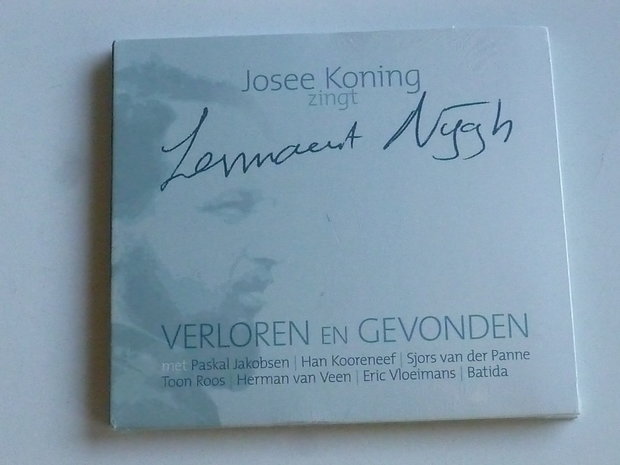 Josee Koning
zingt
Lennaert Nijgh
VERLOREN EN GEVONDEN
met Paskal Jakobsen | Han Kooreneef | Sjors van der Panne
Toon Roos | Herman van Veen | Eric Vloeimans | Batida